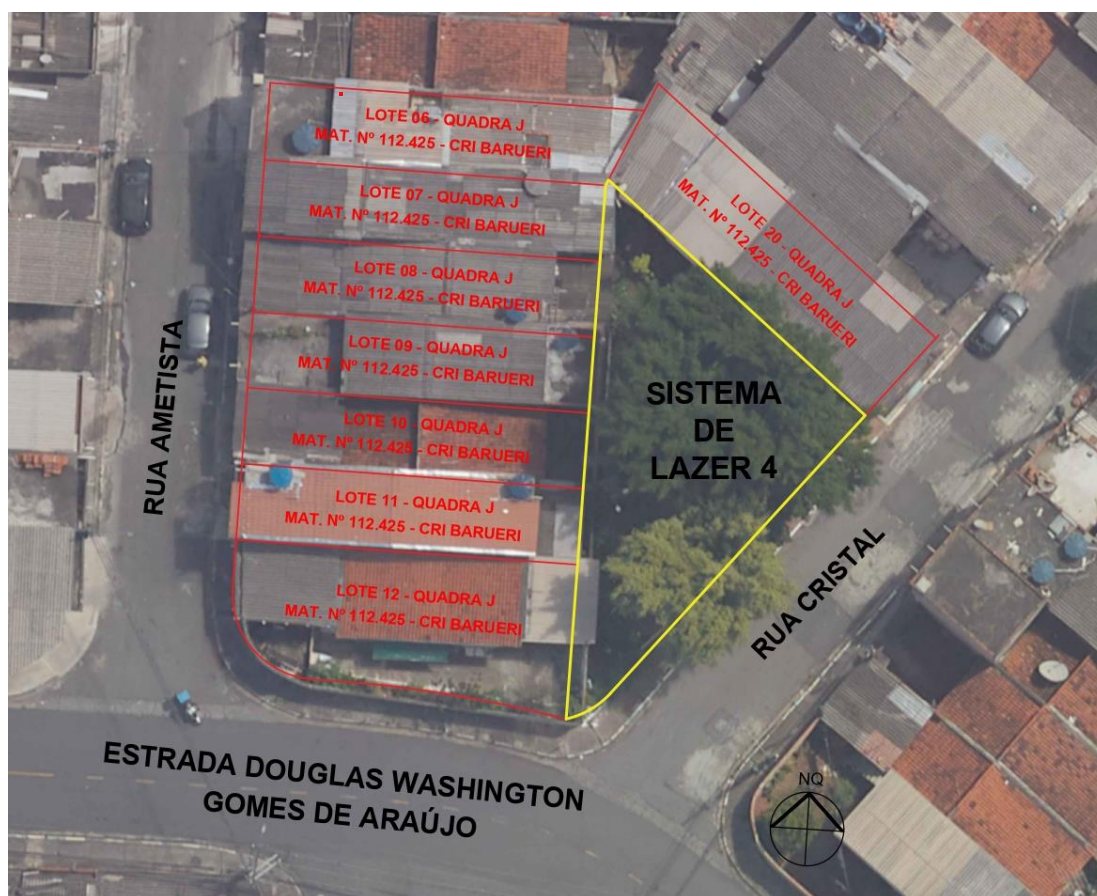 LOTE 06 - QUADRA J
MAT. Nº 112.425 - CRI BARUERI
LOTE 07 - QUADRA J
MAT. Nº 112.425 - CRI BARUERI
LOTE 08 - QUADRA J
MAT. Nº 112.425 - CRI BARUERI
LOTE 09 - QUADRA J
MAT. Nº 112.425 - CRI BARUERI
LOTE 10 - QUADRA J
MAT. Nº 112.425 - CRI BARUERI
LOTE 11 - QUADRA J
MAT. Nº 112.425 - CRI BARUERI
LOTE 12 - QUADRA J
MAT. Nº 112.425 - CRI BARUERI
LOTE 20 - QUADRA J
MAT. Nº 112.425 - CRI BARUERI
SISTEMA
DE
LAZER 4
RUA AMETISTA
RUA CRISTAL
ESTRADA DOUGLAS WASHINGTON
GOMES DE ARAÚJO
NQ